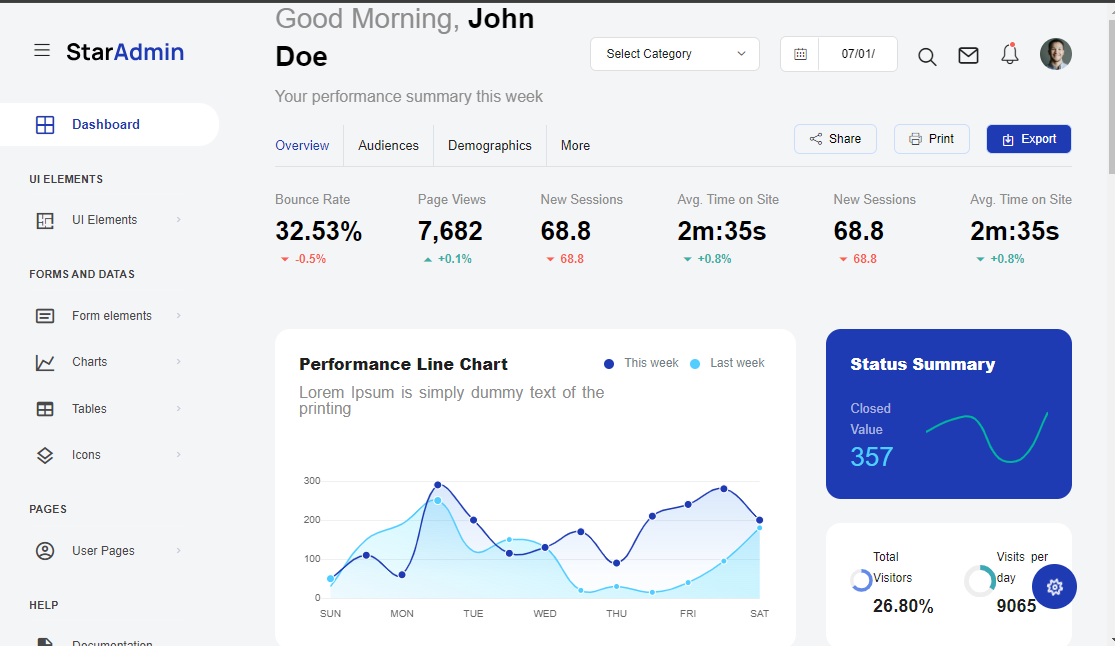 Good Morning, John
Doe
StarAdmin
Select Category
07/01/
Your performance summary this week
Dashboard
Overview
Audiences
Demographics
More
Share
Print
Export
UI ELEMENTS
UI Elements
FORMS AND DATAS
Form elements
Charts
Tables
Icons
PAGES
User Pages
HELP
Documentation
Bounce Rate
32.53%
-0.5%
Page Views
7,682
+0.1%
New Sessions
68.8
68.8
Avg. Time on Site
2m:35s
+0.8%
New Sessions
68.8
68.8
Avg. Time on Site
2m:35s
+0.8%
Performance Line Chart
This week
Last week
Lorem Ipsum is simply dummy text of the
printing
300
200
100
0
SUN MON TUE WED THU FRI SAT
Status Summary
Closed
Value
357
Total
Visitors
26.80%
Visits per
day
9065